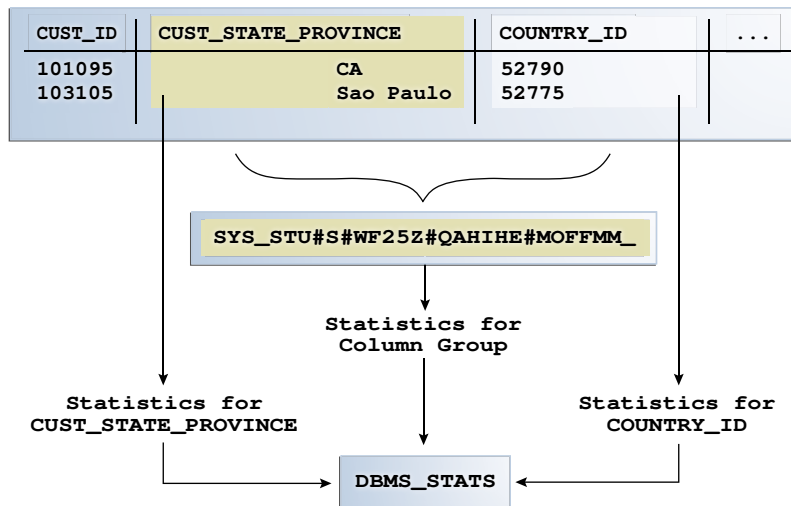 CUST_ID CUST_STATE_PROVINCE COUNTRY_ID ...
101095 CA 52790
103105 Sao Paulo 52775
SYS_STU#S#WF25Z#QAHIHE#MOFFMM_
Statistics for
Column Group
Statistics for
CUST_STATE_PROVINCE
Statistics for
COUNTRY_ID
DBMS_STATS